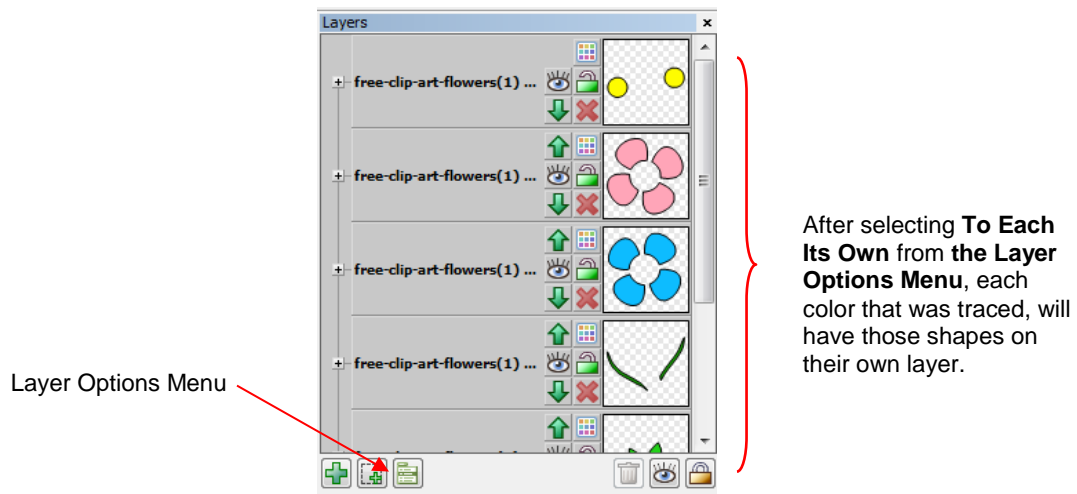 Layers
free-clip-art-flowers(1) ...
free-clip-art-flowers(1) ...
free-clip-art-flowers(1) ...
free-clip-art-flowers(1) ...
After selecting To Each
Its Own from the Layer
Options Menu, each
color that was traced, will
have those shapes on
their own layer.
Layer Options Menu